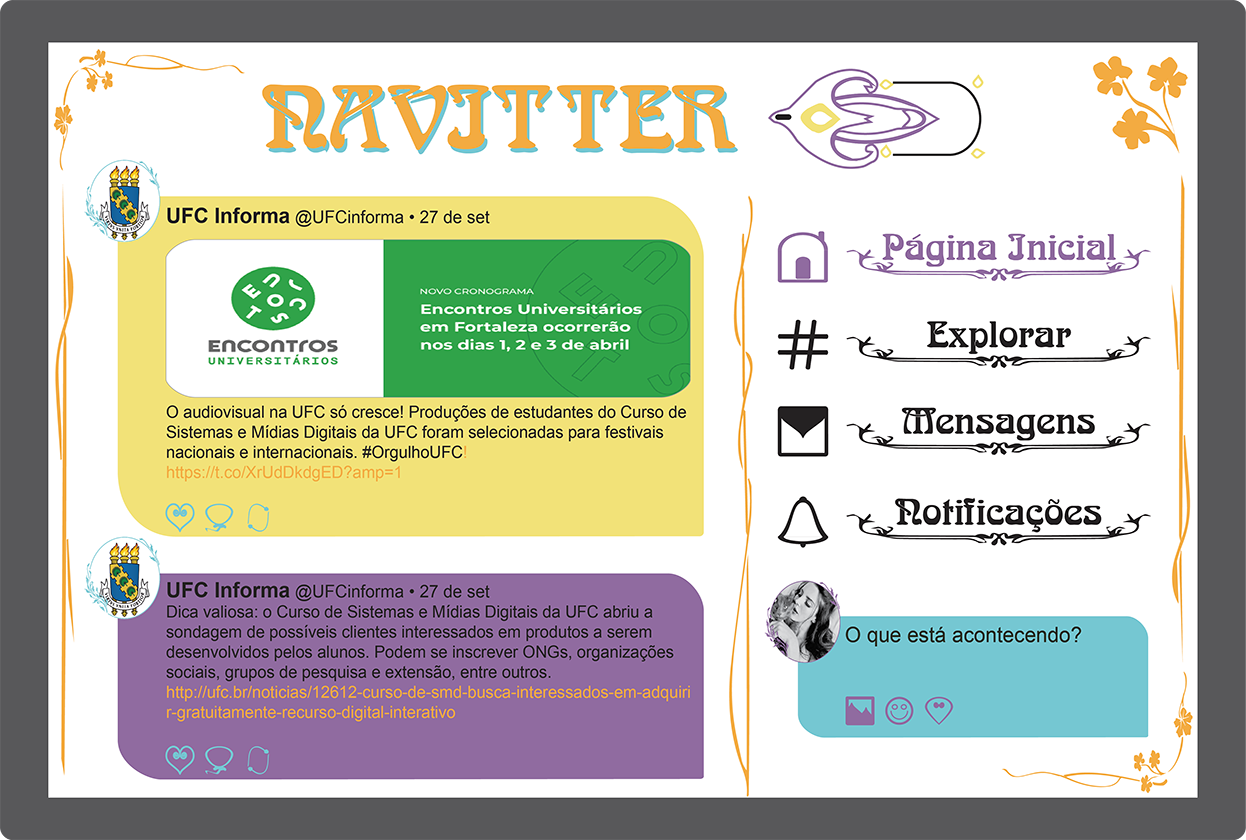 NAVITTER
UFC Informa @UFCinforma • 27 de set
ENCONTROS
UNIVERSITÁRIOS
NOVO CRONOGRAMA
Encontros Universitários
em Fortaleza ocorrerão
nos dias 1, 2 e 3 de abril
O audiovisual na UFC só cresce! Produções de estudantes do Curso de
Sistemas e Mídias Digitais da UFC foram selecionadas para festivais
nacionais e internacionais. #OrgulhoUFC!
https://t.co/XrUdDkdgED?amp=1
UFC Informa @UFCinforma • 27 de set
Dica valiosa: o Curso de Sistemas e Mídias Digitais da UFC abriu a
sondagem de possíveis clientes interessados em produtos a serem
desenvolvidos pelos alunos. Podem se inscrever ONGs, organizações
sociais, grupos de pesquisa e extensão, entre outros.
http://ufc.br/noticias/12612-curso-de-smd-busca-interessados-em-adquiri
r-gratuitamente-recurso-digital-interativo
Página Inicial
# Explorar
Mensagens
Notificações
O que está acontecendo?